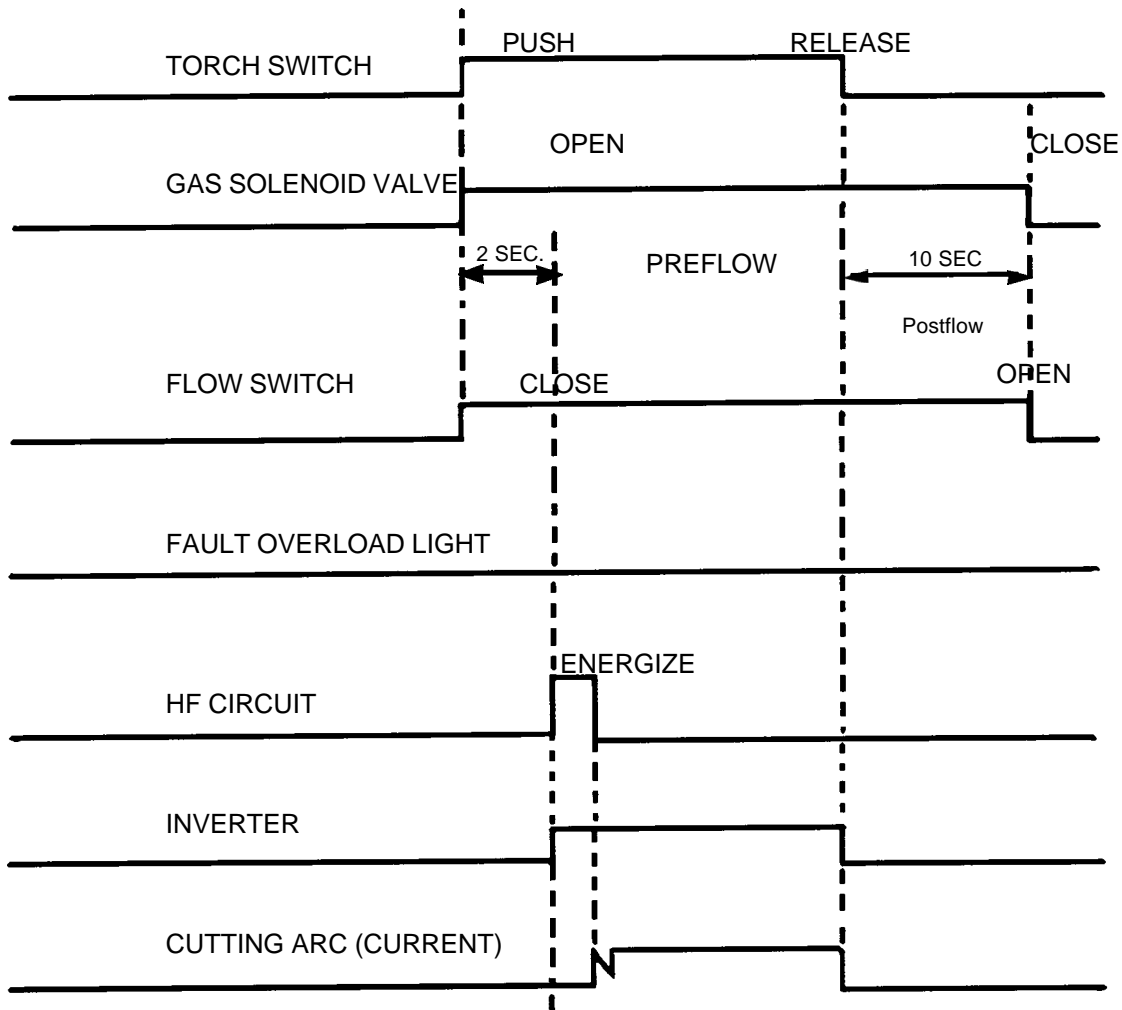 PUSH
RELEASE
TORCH SWITCH
OPEN
CLOSE
GAS SOLENOID VALVE
2 SEC.
PREFLOW
10 SEC
Postflow
FLOW SWITCH
CLOSE
OPEN
FAULT OVERLOAD LIGHT
ENERGIZE
HF CIRCUIT
INVERTER
CUTTING ARC (CURRENT)